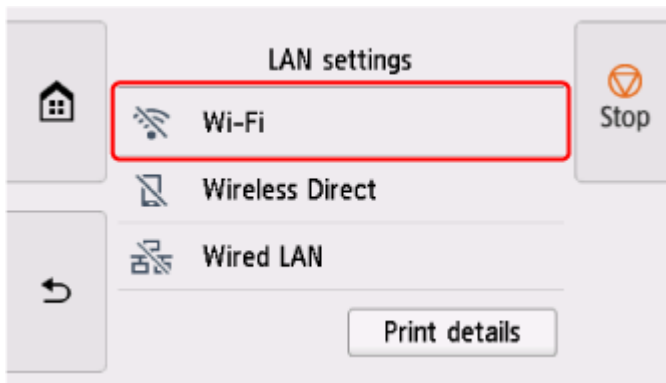 LAN settings
Wi-Fi
Stop
Wireless Direct
Wired LAN
Print details